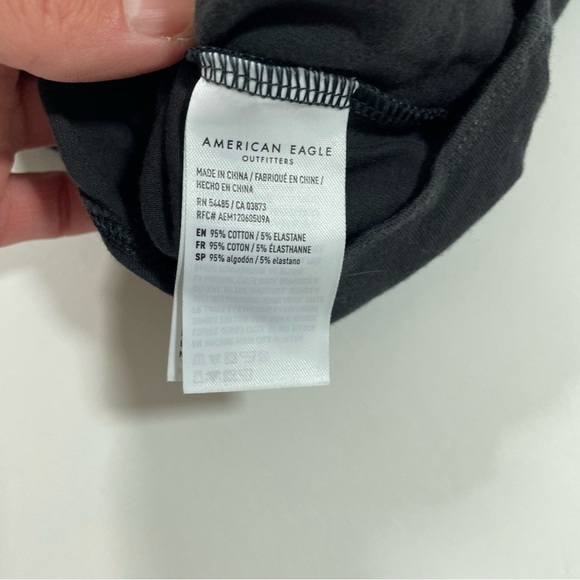 AMERICAN EAGLE
OUTFITTERS
MADE IN CHINA / FABRIQUÉ EN CHINE /
HECHO EN CHINA
RN 54485 / CA 03873
RFC# AEM120605U9A
EN 95% COTTON / 5% ELASTANE
FR 95% COTON / 5% ÉLASTHANNE
SP 95% algodón / 5% elastano